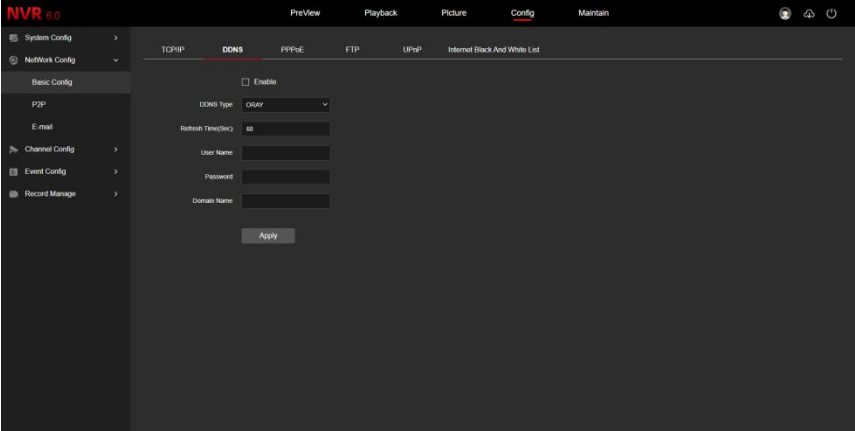 NVR 6.0
PreView Playback Picture Config Maintain
System Config
NetWork Config
Basic Config
P2P
E-mail
Channel Config
Event Config
Record Manage
TCP/IP DDNS PPPoE FTP UPnP Internet Black And White List
Enable
DDNS Type ORAY
Refresh Time(Sec) 60
User Name
Password
Domain Name
Apply